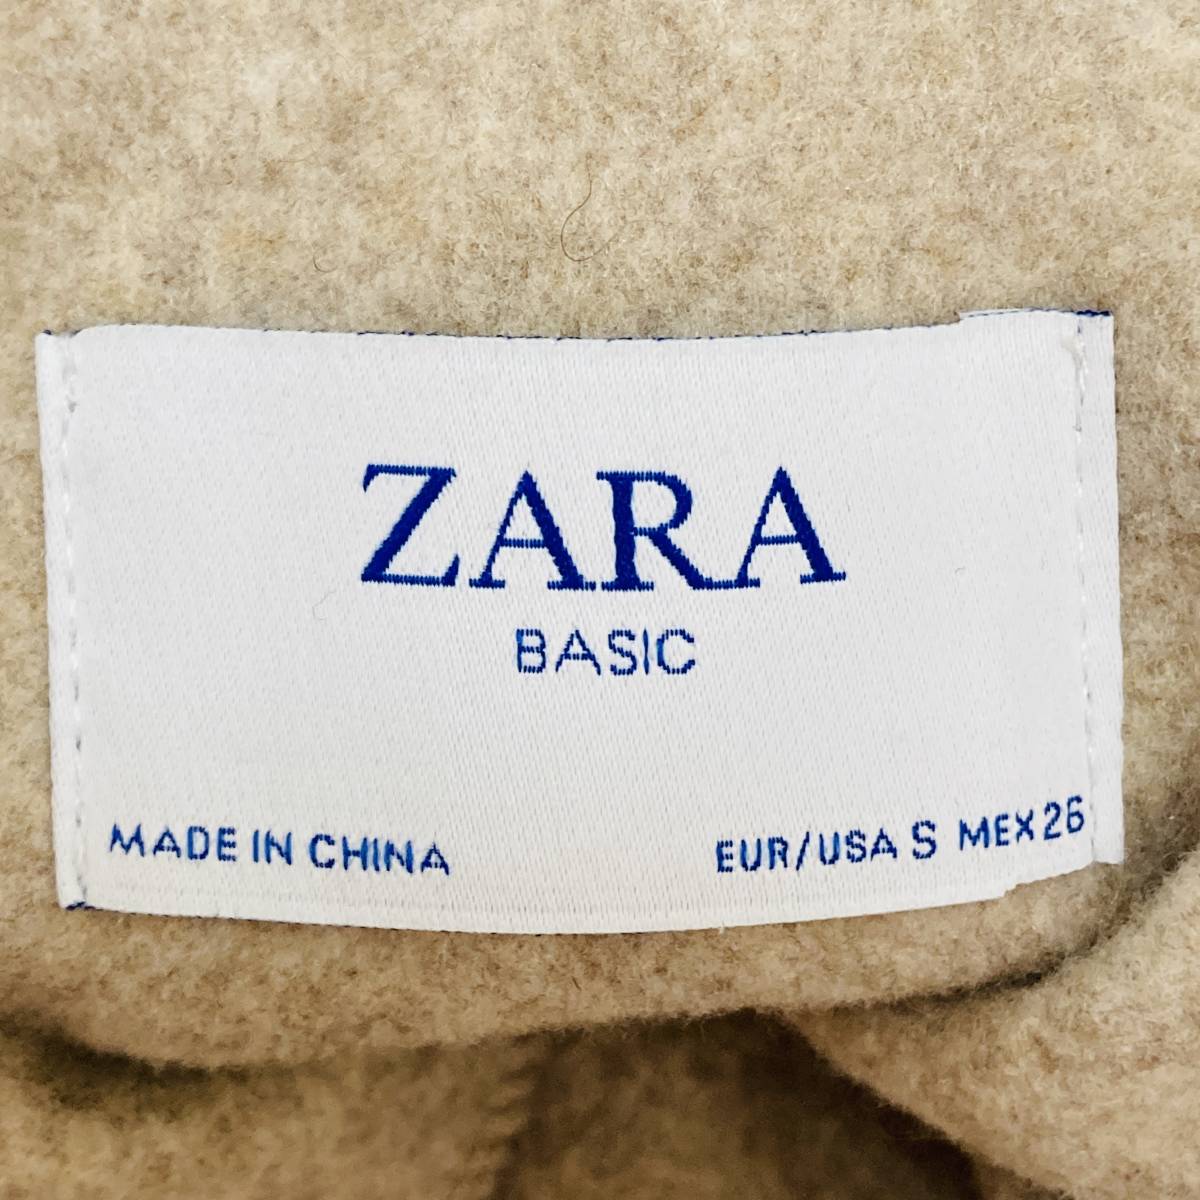 ZARA
BASIC
MADE IN CHINA
EUR/USA S MEX 26